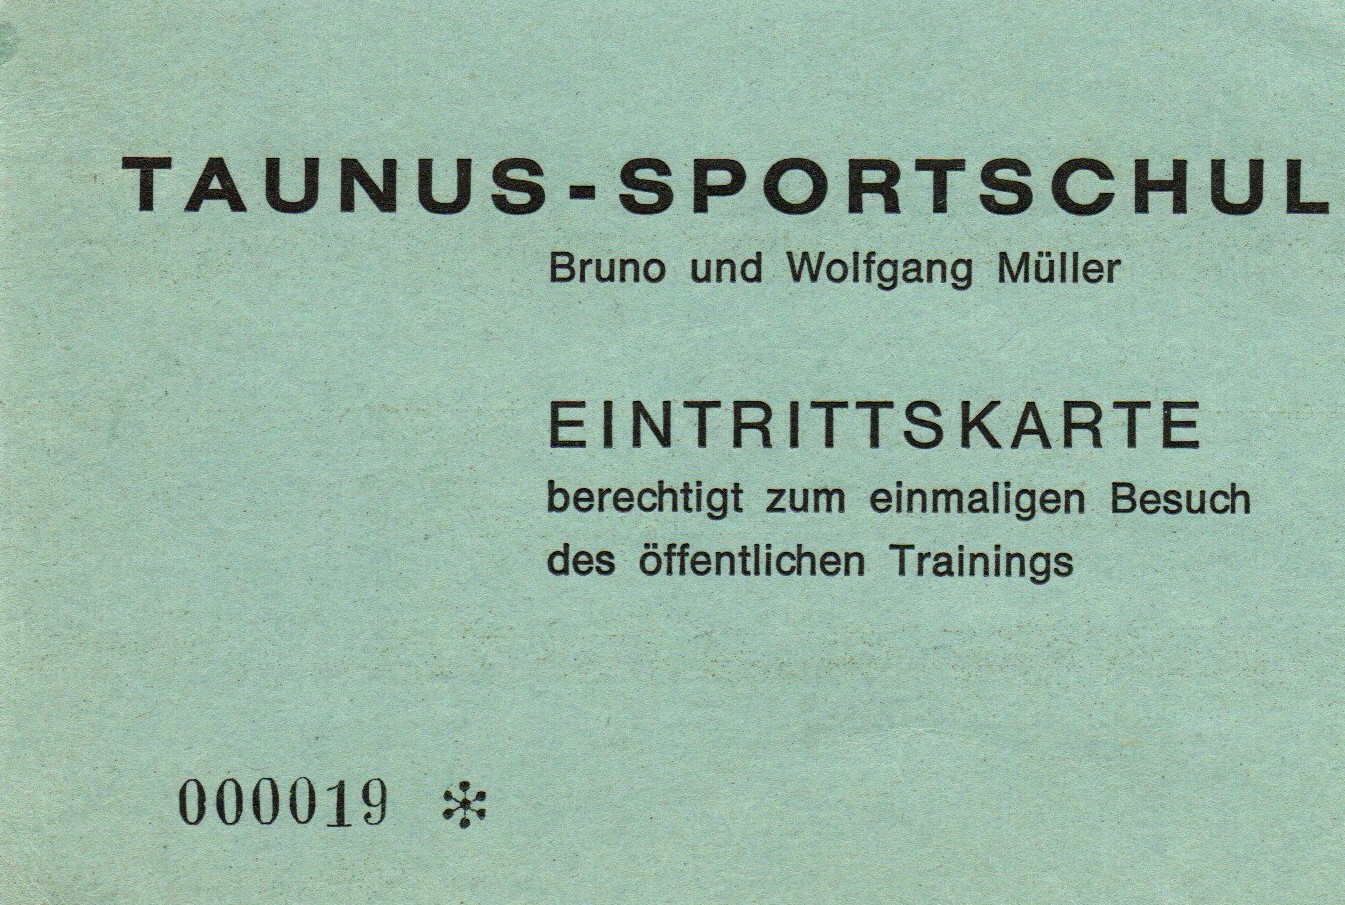 TAUNUS-SPORTSCHUL
Bruno und Wolfgang Müller
EINTRITTSKARTE
berechtigt zum einmaligen Besuch
des öffentlichen Trainings
000019 *